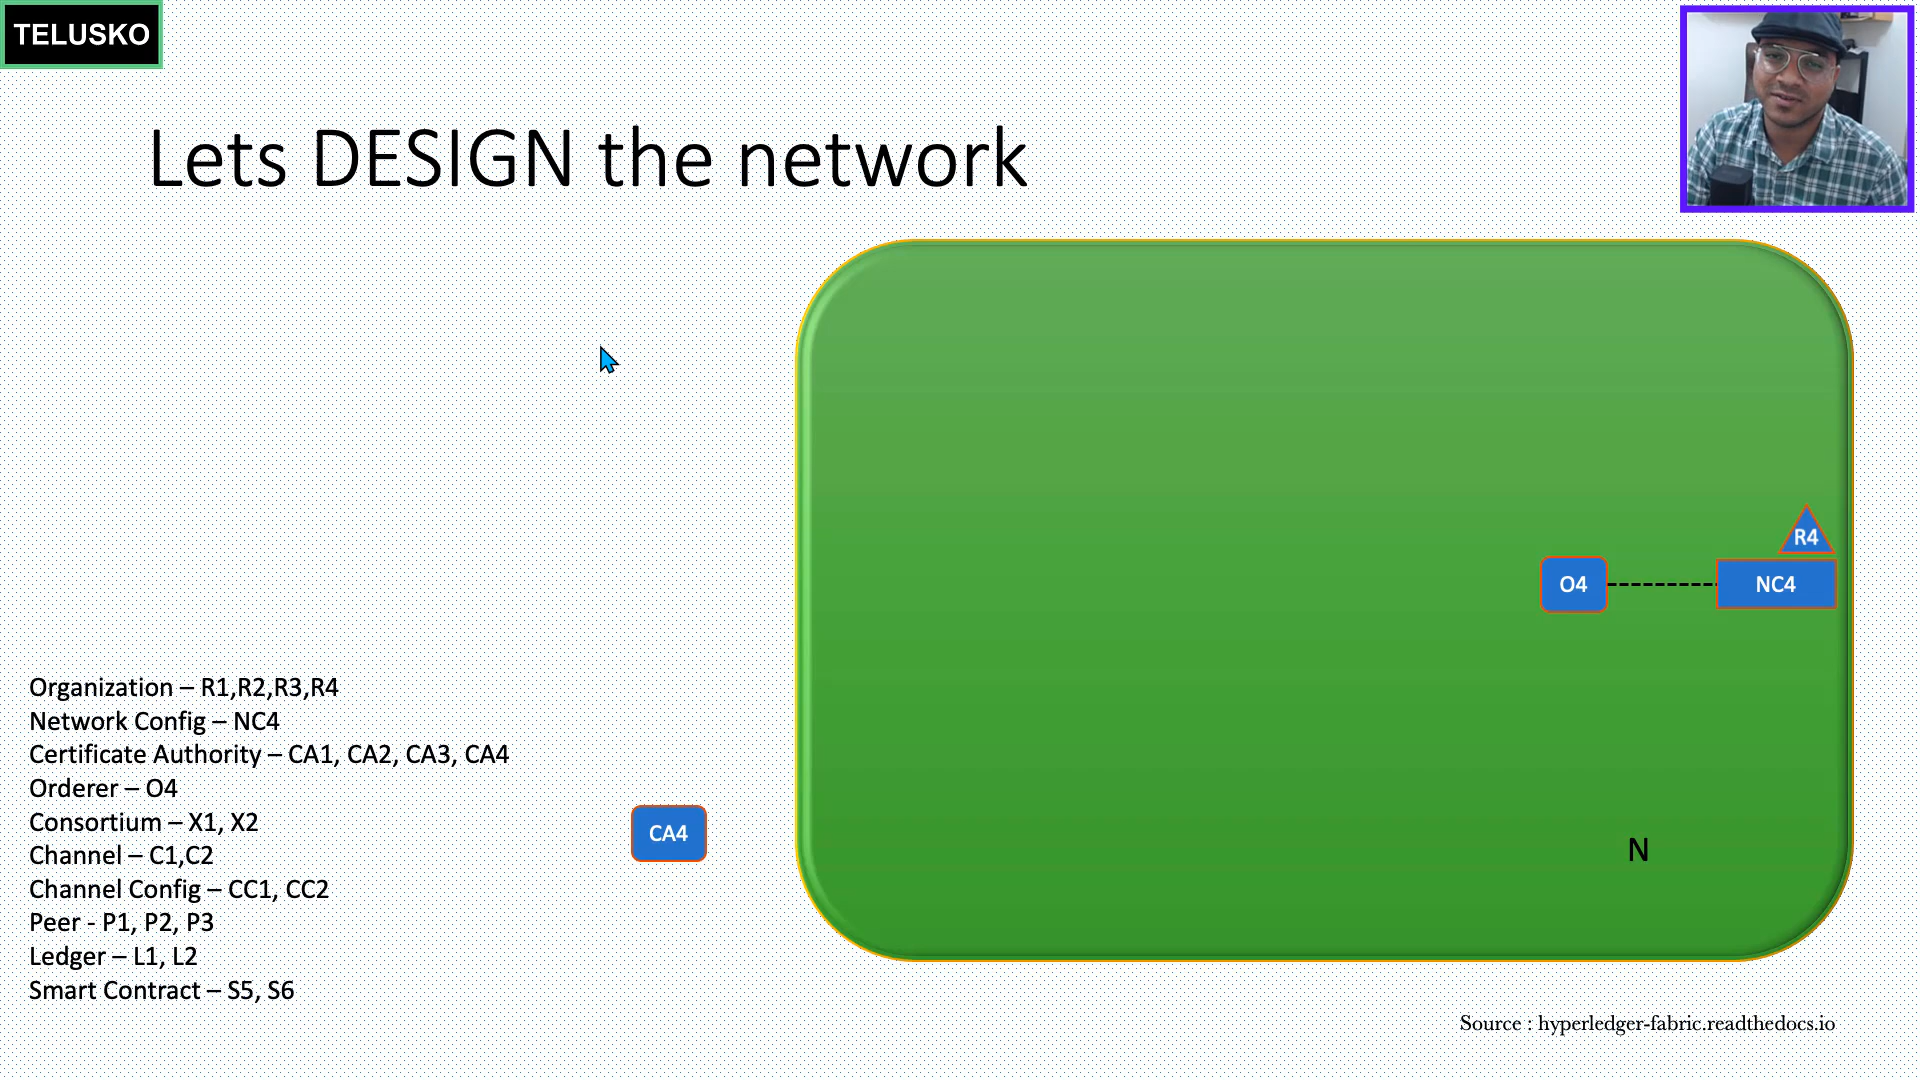 TELUSKO
Lets DESIGN the network
R4
O4
NC4
Organization – R1,R2,R3,R4
Network Config – NC4
Certificate Authority – CA1, CA2, CA3, CA4
Orderer – O4
Consortium – X1, X2
Channel – C1,C2
Channel Config – CC1, CC2
Peer - P1, P2, P3
Ledger – L1, L2
Smart Contract – S5, S6
CA4
N
Source : hyperledger-fabric.readthedocs.io